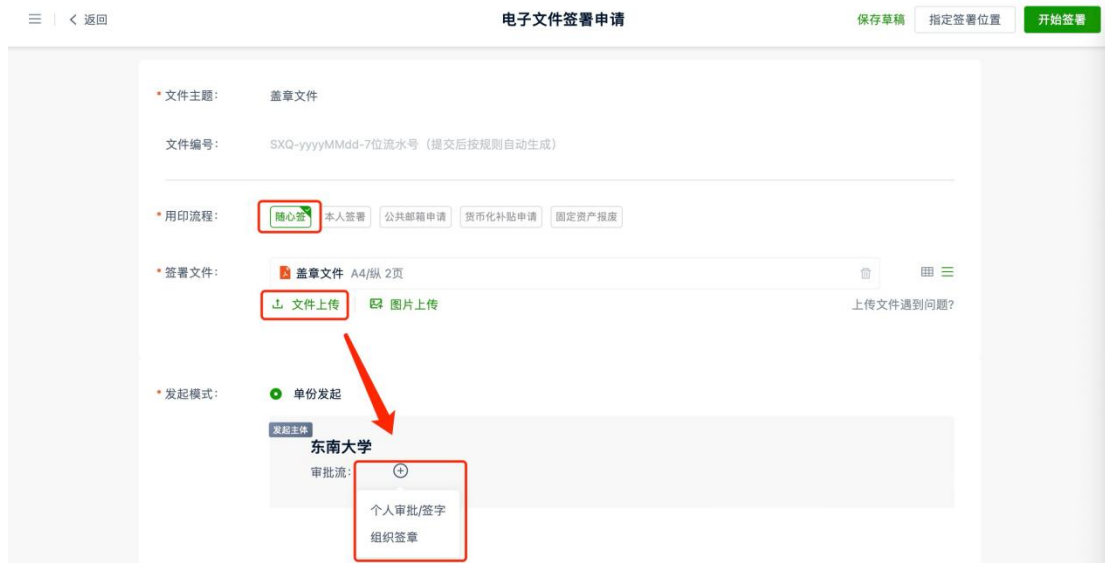 返回 电子文件签署申请 保存草稿 指定签署位置 开始签署
* 文件主题： 盖章文件
文件编号： SXQ-yyyyMMdd-7位流水号（提交后按规则自动生成）
* 用印流程： 随心签 本人签署 公共邮箱申请 货币化补贴申请 固定资产报废
* 签署文件： 盖章文件 A4/纵 2页
文件上传 图片上传 上传文件遇到问题?
* 发起模式： 单份发起
发起主体
东南大学
审批流：
个人审批/签字
组织签章